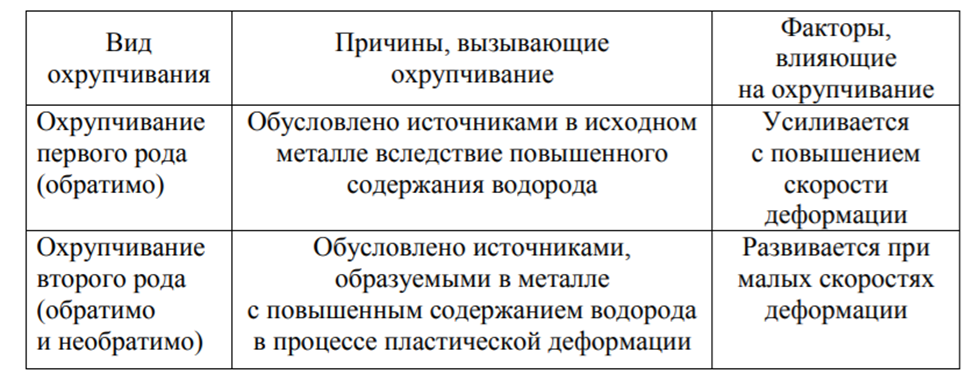 Вид
охрупчивания
Причины, вызывающие
охрупчивание
Факторы,
влияющие
на охрупчивание
Охрупчивание
первого рода
(обратимо)
Обусловлено источниками в исходном
металле вследствие повышенного
содержания водорода
Усиливается
с повышением
скорости
деформации
Охрупчивание
второго рода
(обратимо
и необратимо)
Обусловлено источниками,
образуемыми в металле
с повышенным содержанием водорода
в процессе пластической деформации
Развивается при
малых скоростях
деформации